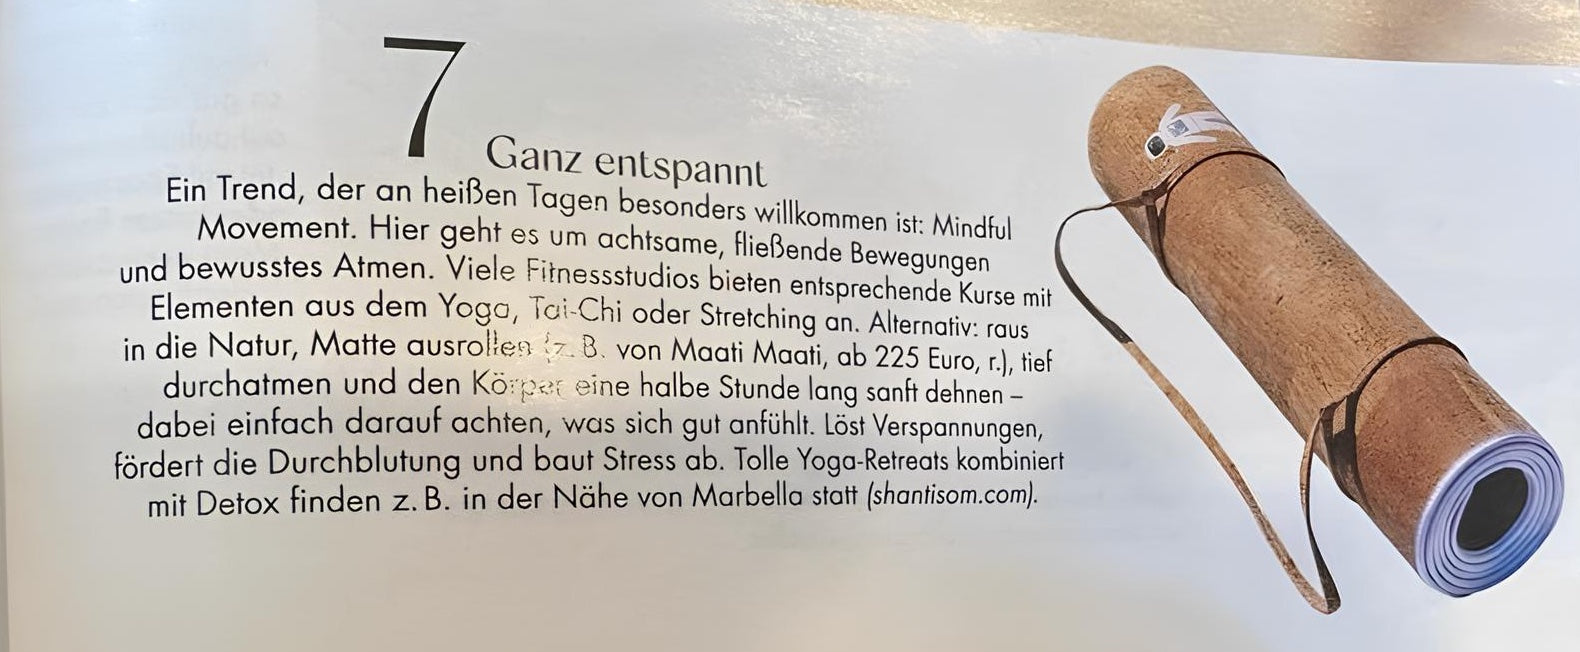 7
Ganz entspannt
Ein Trend, der an heißen Tagen besonders willkommen ist: Mindful
Movement. Hier geht es um achtsame, fließende Bewegungen
und bewusstes Atmen. Viele Fitnessstudios bieten entsprechende Kurse mit
Elementen aus dem Yoga, Tai-Chi oder Stretching an. Alternativ: raus
in die Natur, Matte ausrollen (z. B. von Maati Maati, ab 225 Euro, r.), tief
durchatmen und den Körper eine halbe Stunde lang sanft dehnen –
dabei einfach darauf achten, was sich gut anfühlt. Löst Verspannungen,
fördert die Durchblutung und baut Stress ab. Tolle Yoga-Retreats kombiniert
mit Detox finden z. B. in der Nähe von Marbella statt (shantisom.com).